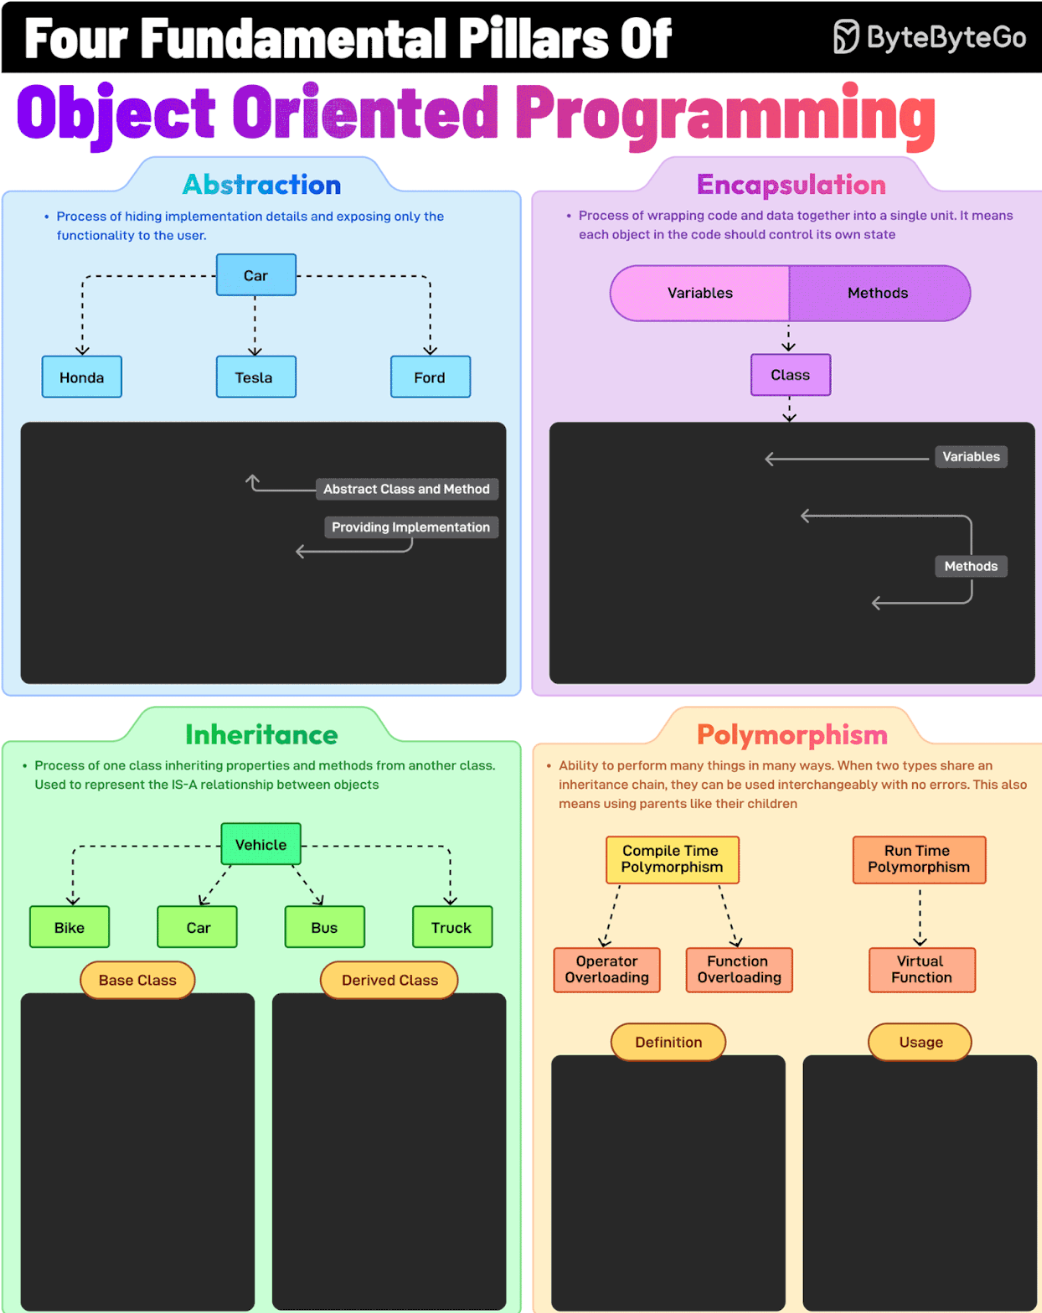 Four Fundamental Pillars Of
ByteByteGo
Object Oriented Programming
Abstraction
• Process of hiding implementation details and exposing only the
functionality to the user.
Car
Honda
Tesla
Ford
Abstract Class and Method
Providing Implementation
Encapsulation
• Process of wrapping code and data together into a single unit. It means
each object in the code should control its own state
Variables
Methods
Class
Variables
Methods
Inheritance
• Process of one class inheriting properties and methods from another class.
Used to represent the IS-A relationship between objects
Vehicle
Bike
Car
Bus
Truck
Base Class
Derived Class
Polymorphism
• Ability to perform many things in many ways. When two types share an
inheritance chain, they can be used interchangeably with no errors. This also
means using parents like their children
Compile Time
Polymorphism
Run Time
Polymorphism
Operator
Overloading
Function
Overloading
Virtual
Function
Definition
Usage